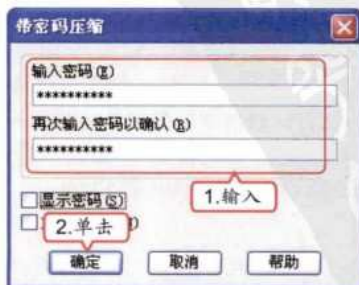 带密码压缩
输入密码(E)
**********
再次输入密码以确认(R)
**********
1.输入
显示密码(S)
2.单击
确定
取消
帮助